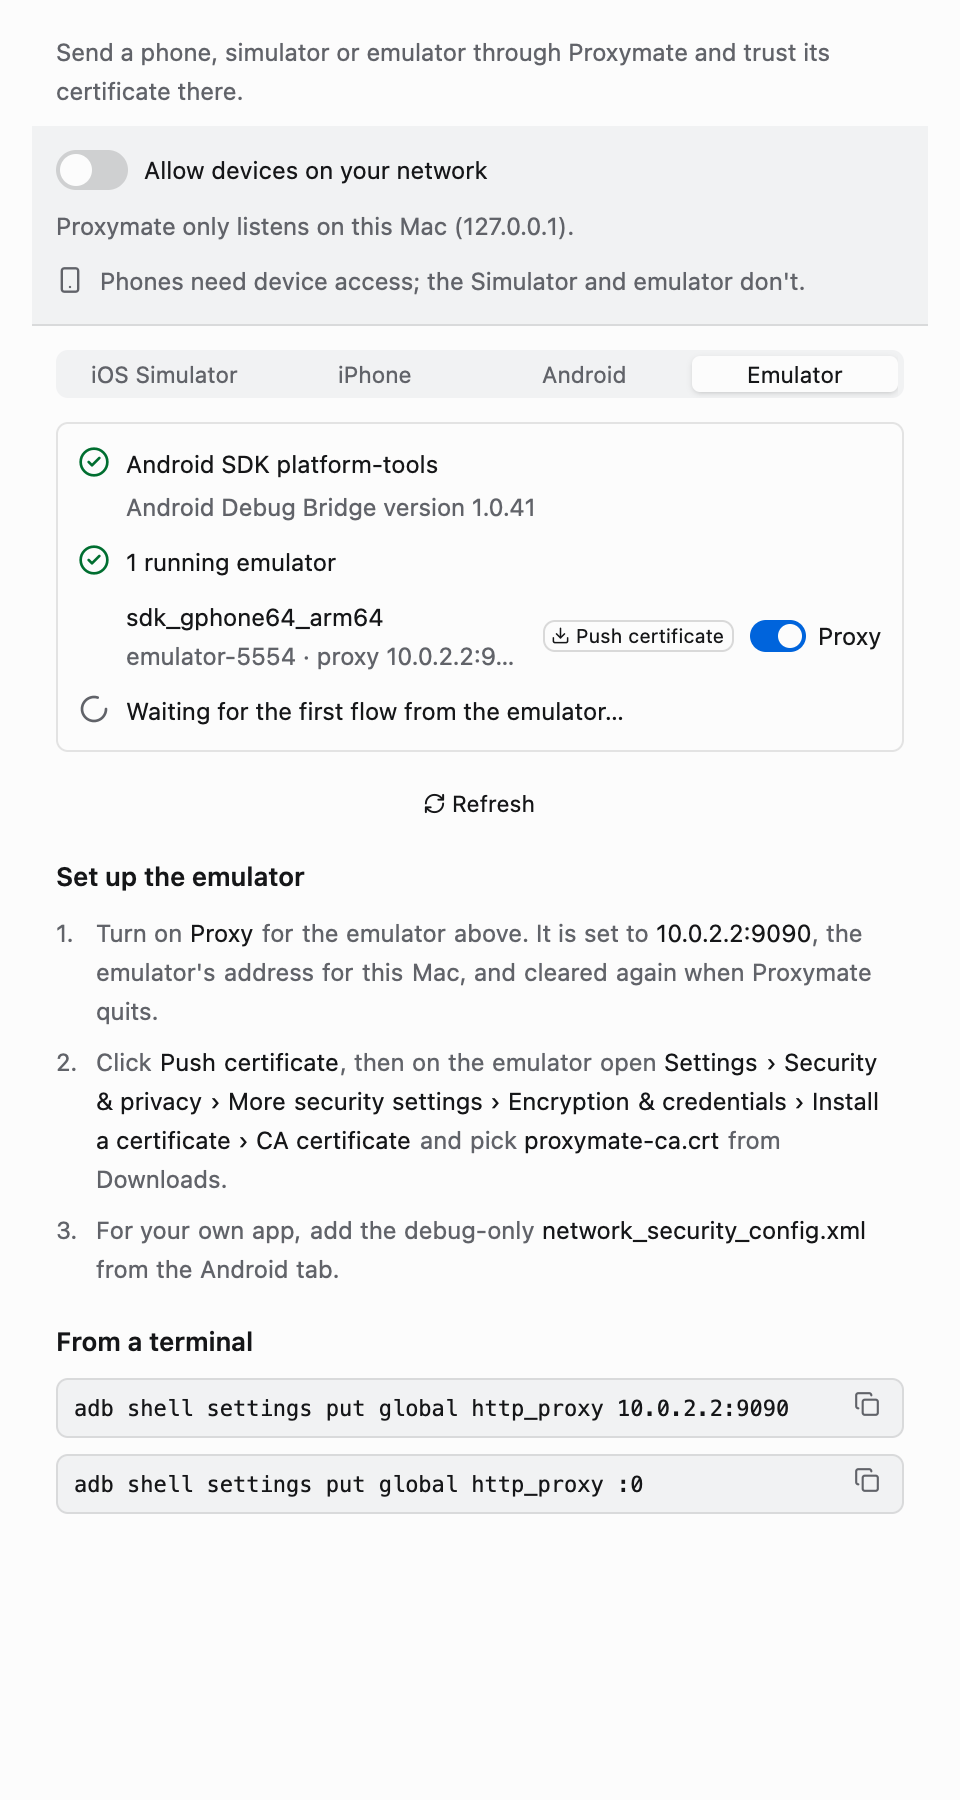 Send a phone, simulator or emulator through Proxymate and trust its
certificate there.
Allow devices on your network
Proxymate only listens on this Mac (127.0.0.1).
Phones need device access; the Simulator and emulator don't.
iOS Simulator
iPhone
Android
Emulator
Android SDK platform-tools
Android Debug Bridge version 1.0.41
1 running emulator
sdk_gphone64_arm64
emulator-5554 · proxy 10.0.2.2:9...
Push certificate
Proxy
Waiting for the first flow from the emulator...
Refresh
Set up the emulator
1. Turn on Proxy for the emulator above. It is set to 10.0.2.2:9090, the
emulator's address for this Mac, and cleared again when Proxymate
quits.
2. Click Push certificate, then on the emulator open Settings › Security
& privacy › More security settings › Encryption & credentials › Install
a certificate › CA certificate and pick proxymate-ca.crt from
Downloads.
3. For your own app, add the debug-only network_security_config.xml
from the Android tab.
From a terminal
adb shell settings put global http_proxy 10.0.2.2:9090
adb shell settings put global http_proxy :0